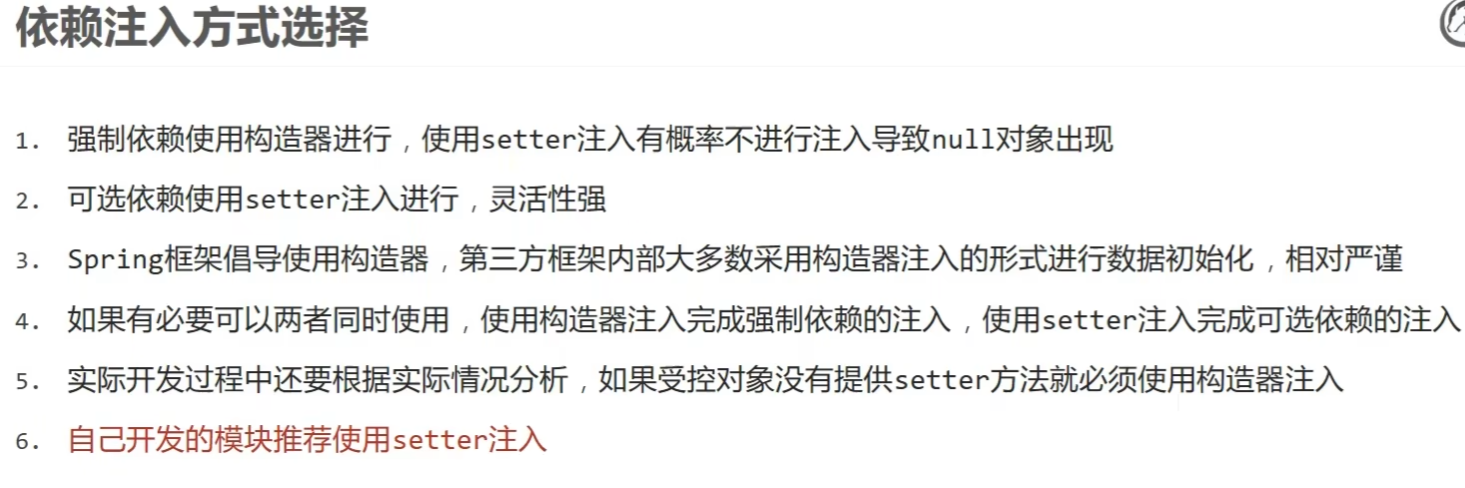 依赖注入方式选择
1. 强制依赖使用构造器进行，使用setter注入有概率不进行注入导致null对象出现
2. 可选依赖使用setter注入进行，灵活性强
3. Spring框架倡导使用构造器，第三方框架内部大多数采用构造器注入的形式进行数据初始化，相对严谨
4. 如果有必要可以两者同时使用，使用构造器注入完成强制依赖的注入，使用setter注入完成可选依赖的注入
5. 实际开发过程中还要根据实际情况分析，如果受控对象没有提供setter方法就必须使用构造器注入
6. 自己开发的模块推荐使用setter注入